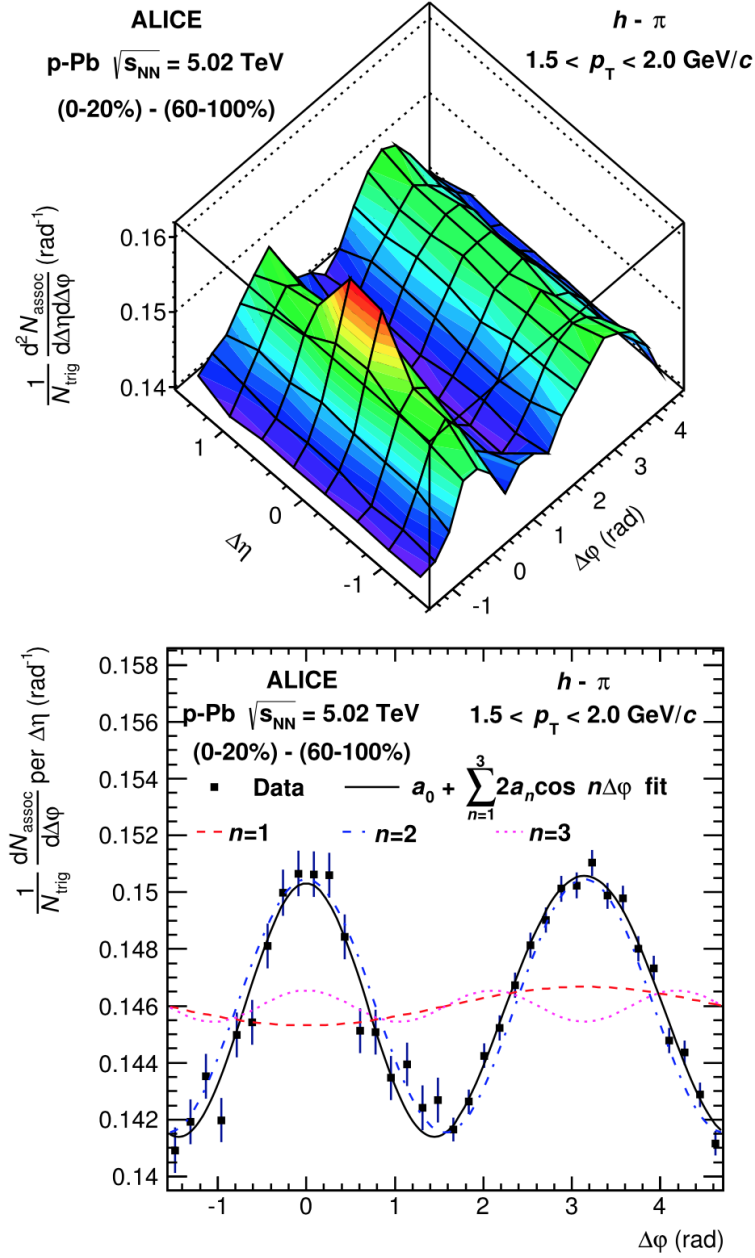 ALICE
h - π
p-Pb √sNN = 5.02 TeV
1.5 < pT < 2.0 GeV/c
(0-20%) - (60-100%)
1/Ntrig d²Nassoc/dΔηdΔφ (rad⁻¹)
0.16
0.15
0.14
1
0
-1
Δη
-1
0
1
2
3
4
Δφ (rad)
ALICE
h - π
p-Pb √sNN = 5.02 TeV
1.5 < pT < 2.0 GeV/c
(0-20%) - (60-100%)
Data
a0 + ∑3n=1 2an cos nΔφ fit
n=1
n=2
n=3
1/Ntrig dNassoc/dΔφ per Δη (rad⁻¹)
0.158
0.156
0.154
0.152
0.15
0.148
0.146
0.144
0.142
0.14
-1
0
1
2
3
4
Δφ (rad)